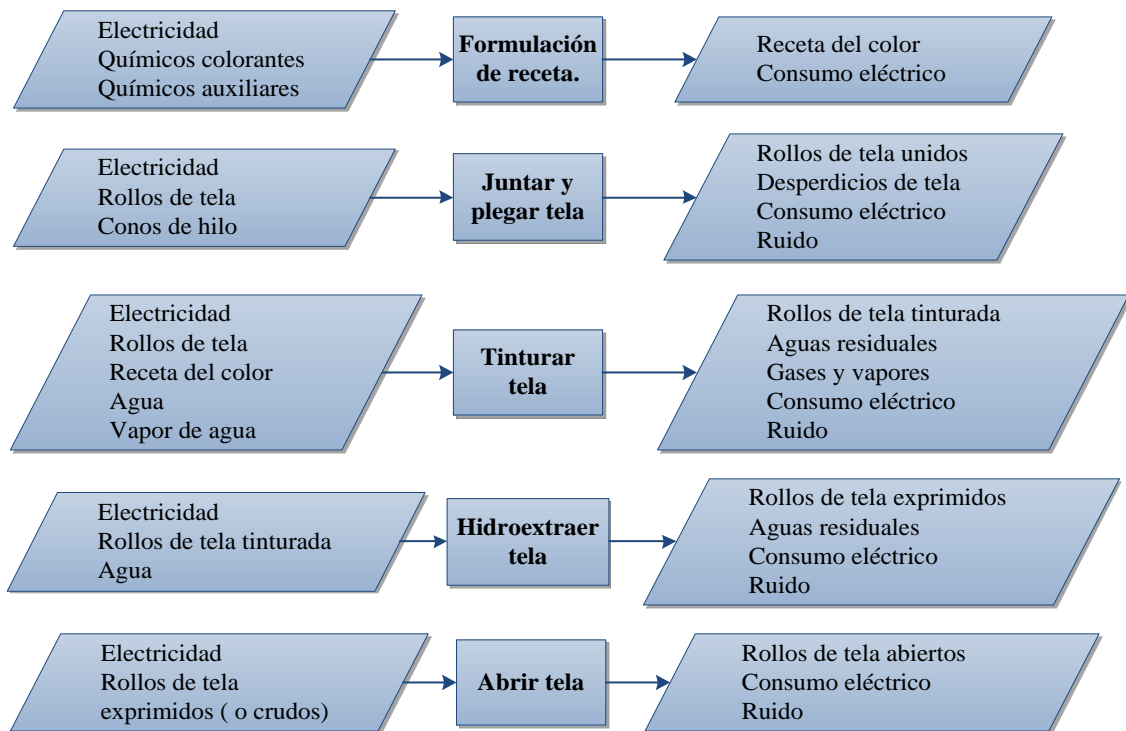 Electricidad
Químicos colorantes
Químicos auxiliares
Formulación
de receta.
Receta del color
Consumo eléctrico
Electricidad
Rollos de tela
Conos de hilo
Juntar y
plegar tela
Rollos de tela unidos
Desperdicios de tela
Consumo eléctrico
Ruido
Electricidad
Rollos de tela
Receta del color
Agua
Vapor de agua
Tinturar
tela
Rollos de tela tinturada
Aguas residuales
Gases y vapores
Consumo eléctrico
Ruido
Electricidad
Rollos de tela tinturada
Agua
Hidroextraer
tela
Rollos de tela exprimidos
Aguas residuales
Consumo eléctrico
Ruido
Electricidad
Rollos de tela
exprimidos ( o crudos)
Abrir tela
Rollos de tela abiertos
Consumo eléctrico
Ruido